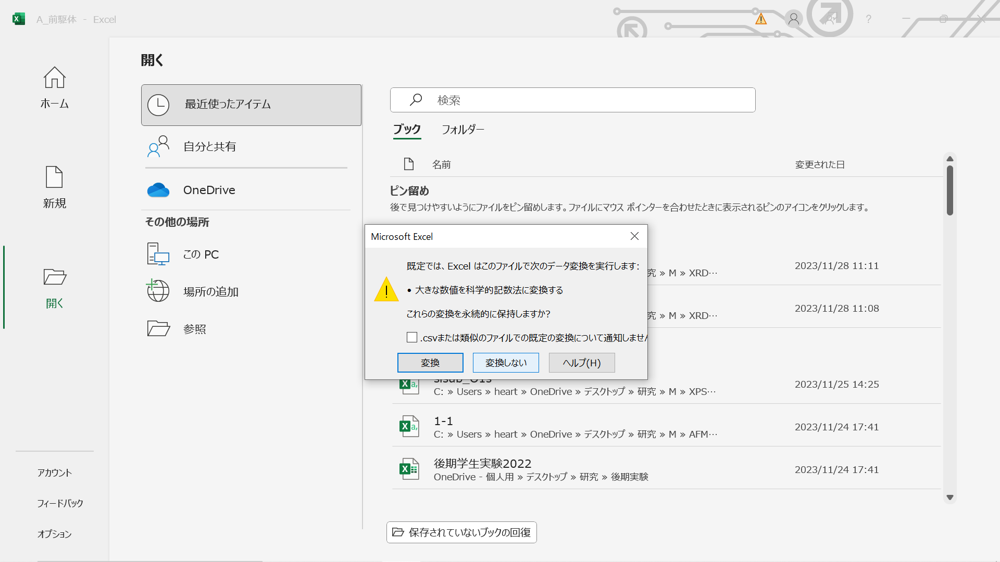 A_前駆体 - Excel
?
ホーム
新規
開く
アカウント
フィードバック
オプション
開く
最近使ったアイテム
自分と共有
OneDrive
その他の場所
この PC
場所の追加
参照
検索
ブック フォルダー
名前 変更された日
ピン留め
後で見つけやすいようにファイルをピン留めします。ファイルにマウス ポインターを合わせたときに表示されるピンのアイコンをクリックします。
究 » M » XRD… 2023/11/28 11:11
究 » M » XRD… 2023/11/28 11:08
Microsoft Excel
既定では、Excel はこのファイルで次のデータ変換を実行します:
• 大きな数値を科学的記数法に変換する
これらの変換を永続的に保持しますか?
.csvまたは類似のファイルでの既定の変換について通知しません
変換 変換しない ヘルプ(H)
C: » Users » heart » OneDrive » デスクトップ » 研究 » M » XPS… 2023/11/25 14:25
1-1
C: » Users » heart » OneDrive » デスクトップ » 研究 » M » AFM… 2023/11/24 17:41
後期学生実験2022
OneDrive - 個人用 » デスクトップ » 研究 » 後期実験 2023/11/24 17:41
保存されていないブックの回復